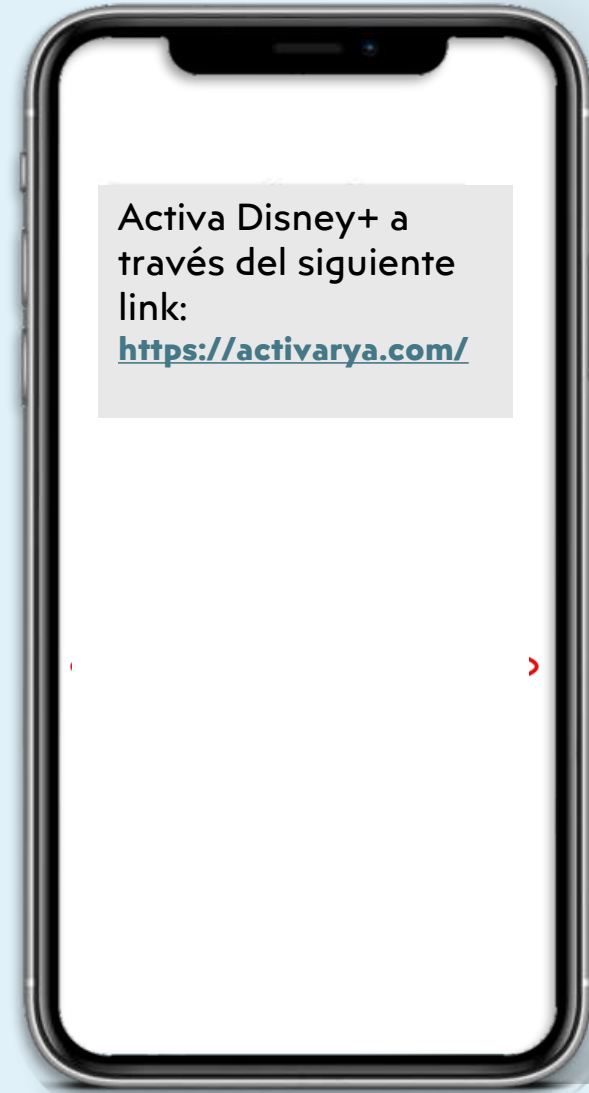 Activa Disney+ a
través del siguiente
link:
https://activarya.com/